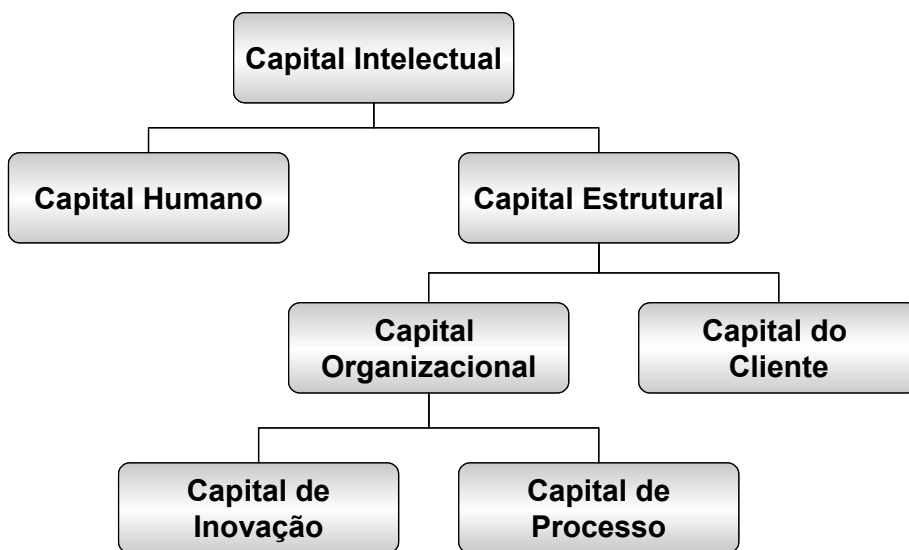 Capital Intelectual
Capital Humano
Capital Estrutural
Capital
Organizacional
Capital do
Cliente
Capital de
Inovação
Capital de
Processo